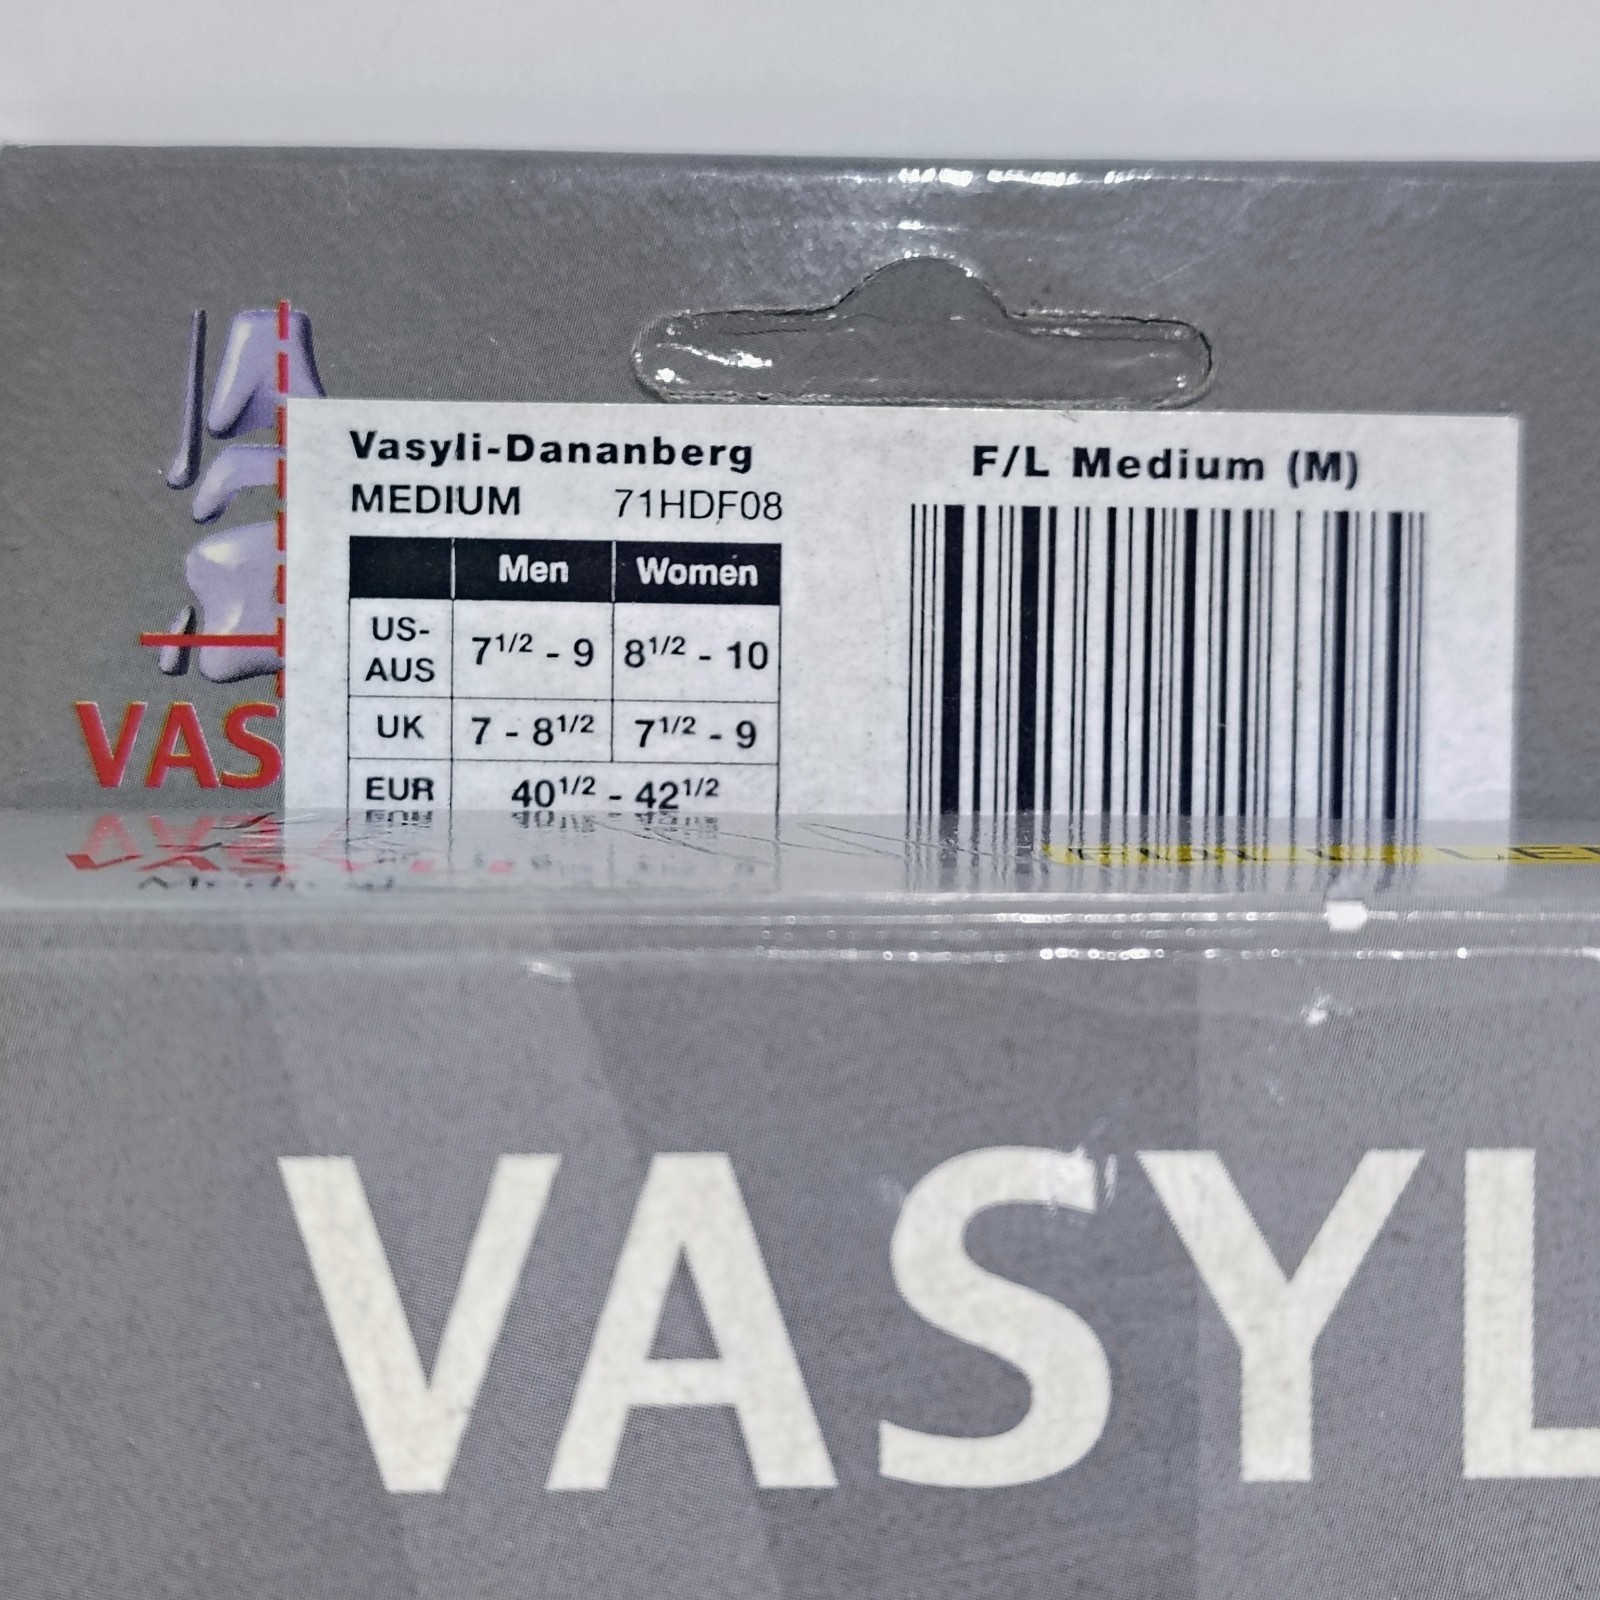 Vasyli-Dananberg
MEDIUM 71HDF08
Men Women
US-AUS 7 1/2 - 9 8 1/2 - 10
UK 7 - 8 1/2 7 1/2 - 9
EUR 40 1/2 - 42 1/2
F/L Medium (M)
VAS
VASYL